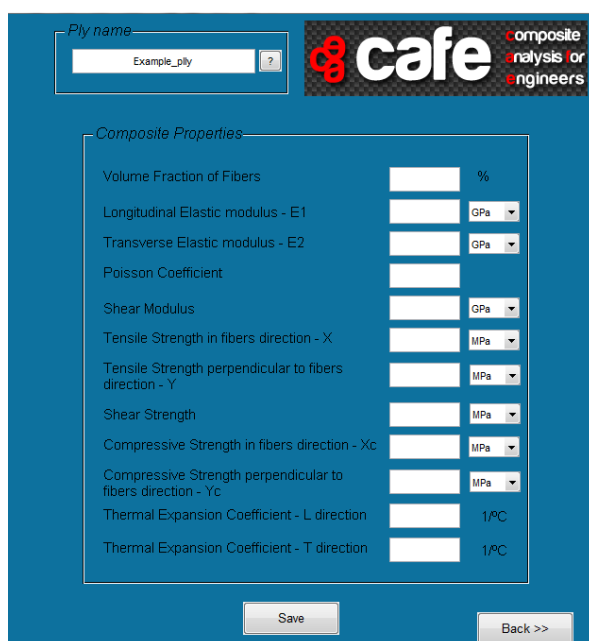 Ply name
Example_plly
?
cafe
composite
analysis for
engineers
Composite Properties
Volume Fraction of Fibers
%
Longitudinal Elastic modulus - E1
GPa
Transverse Elastic modulus - E2
GPa
Poisson Coefficient
Shear Modulus
GPa
Tensile Strength in fibers direction - X
MPa
Tensile Strength perpendicular to fibers
direction - Y
MPa
Shear Strength
MPa
Compressive Strength in fibers direction - Xc
MPa
Compressive Strength perpendicular to
fibers direction - Yc
MPa
Thermal Expansion Coefficient - L direction
1/ºC
Thermal Expansion Coefficient - T direction
1/ºC
Save
Back >>